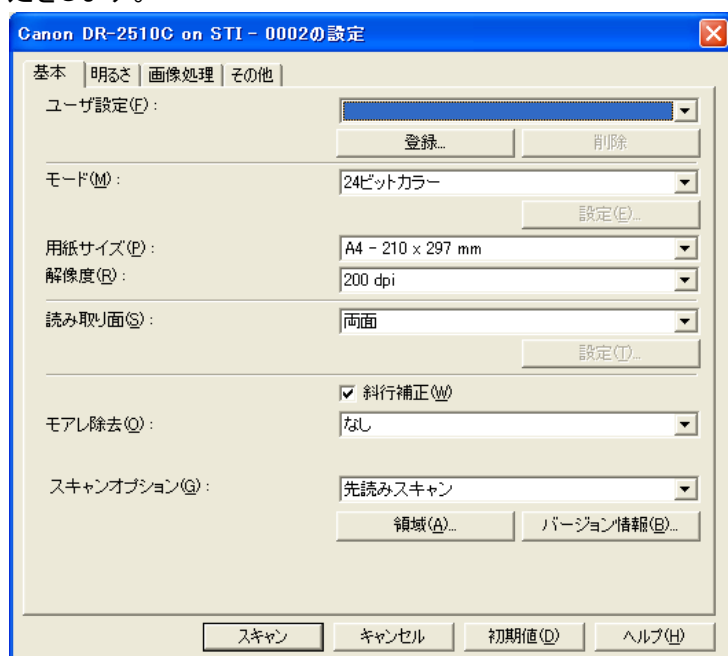 Canon DR-2510C on STI - 0002の設定
基本 明るさ 画像処理 その他
ユーザ設定(F) :
登録... 削除
モード(M) : 24ビットカラー
設定(E)...
用紙サイズ(P) : A4 - 210 x 297 mm
解像度(R) : 200 dpi
読み取り面(S) : 両面
設定(T)...
斜行補正(W)
モアレ除去(O) : なし
スキャンオプション(G) : 先読みスキャン
領域(A)... バージョン情報(B)...
スキャン キャンセル 初期値(D) ヘルプ(H)